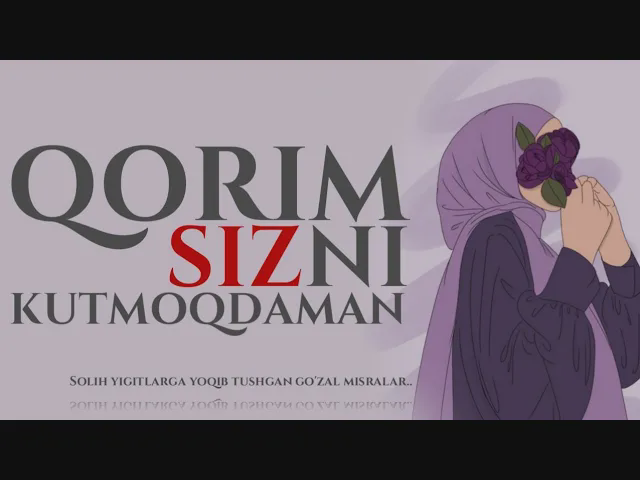 QORIM
SIZNI
KUTMOQDAMAN
SOLIH YIGITLARGA YOQIB TUSHGAN GO'ZAL MISRALAR..